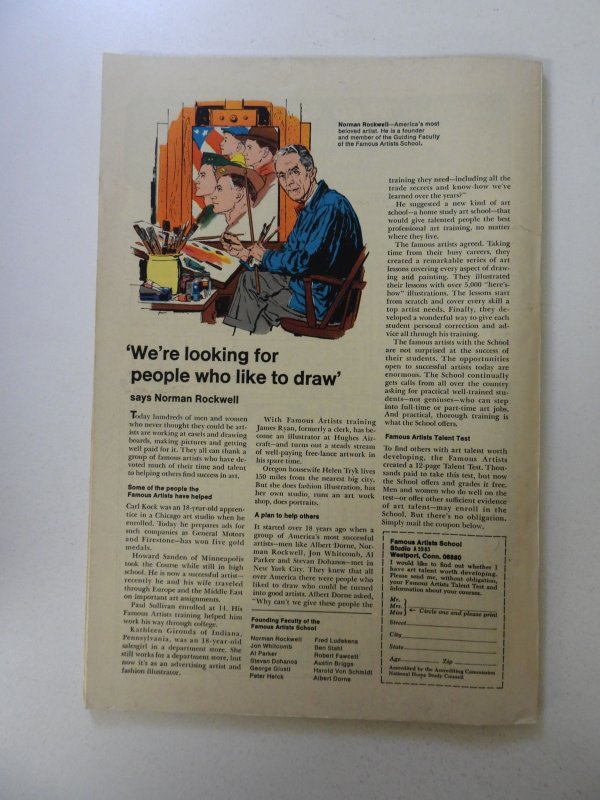 Norman Rockwell—America's most
beloved artist. He is a founder
and member of the Guiding Faculty
of the Famous Artists School.
'We're looking for
people who like to draw'
says Norman Rockwell
Today hundreds of men and women
who never thought they could be art-
ists are working at easels and drawing
boards, making pictures and getting
well paid for it. They all can thank a
group of famous artists who have de-
voted much of their time and talent
to helping others find success in art.
Some of the people the
Famous Artists have helped
Carl Kock was an 18-year-old appren-
tice in a Chicago art studio when he
enrolled. Today he prepares ads for
such companies as General Motors
and Firestone—has won five gold
medals.
Howard Sanden of Minneapolis
took the Course while still in high
school. He is now a successful artist—
recently he and his wife traveled
through Europe and the Middle East
on important art assignments.
Paul Sullivan enrolled at 14. His
Famous Artists training helped him
work his way through college.
Kathleen Gironda of Indiana,
Pennsylvania, was an 18-year-old
salesgirl in a department store. She
still works for a department store, but
now it's as an advertising artist and
fashion illustrator.
With Famous Artists training
James Ryan, formerly a clerk, has be-
come an illustrator at Hughes Air-
craft—and turns out a steady stream
of well-paying free-lance artwork in
his spare time.
Oregon housewife Helen Tryk lives
150 miles from the nearest big city.
But she does fashion illustration, has
her own studio, runs an art work
shop, does portraits.
A plan to help others
It started over 18 years ago when a
group of America's most successful
artists—men like Albert Dorne, Nor-
man Rockwell, Jon Whitcomb, Al
Parker and Stevan Dohanos—met in
New York City. They knew that all
over America there were people who
liked to draw who could be turned
into good artists. Albert Dorne asked,
"Why can't we give these people the
Founding Faculty of the
Famous Artists School
Norman Rockwell
Jon Whitcomb
Al Parker
Stevan Dohanos
George Giusti
Peter Helck
Fred Ludekens
Ben Stahl
Robert Fawcett
Austin Briggs
Harold Von Schmidt
Albert Dorne
training they need—including all the
trade secrets and know-how we've
learned over the years?"
He suggested a new kind of art
school—a home study art school—that
would give talented people the best
professional art training, no matter
where they live.
The famous artists agreed. Taking
time from their busy careers, they
created a remarkable series of art
lessons covering every aspect of draw-
ing and painting. They illustrated
their lessons with over 5,000 "here's-
how" illustrations. The lessons start
from scratch and cover every skill a
top artist needs. Finally, they de-
veloped a wonderful way to give each
student personal correction and ad-
vice all through his training.
The famous artists with the School
are not surprised at the success of
their students. The opportunities
open to successful artists today are
enormous. The School continually
gets calls from all over the country
asking for practical well-trained stu-
dents—not geniuses—who can step
into full-time or part-time art jobs.
And practical, thorough training is
what the School offers.
Famous Artists Talent Test
To find others with art talent worth
developing, the Famous Artists
created a 12-page Talent Test. Thou-
sands paid to take this test, but now
the School offers and grades it free.
Men and women who do well on the
test—or offer other sufficient evidence
of art talent—may enroll in the
School. But there's no obligation.
Simply mail the coupon below.
Famous Artists School
Studio
Westport, Conn. 06880
I would like to find out whether I
have art talent worth developing.
Please send me, without obligation,
your Famous Artists Talent Test and
information about your courses.
Mr.
Mrs.
Miss
← Circle one and please print
Street
City
State
Age Zip
Accredited by the Accrediting Commission
National Home Study Council